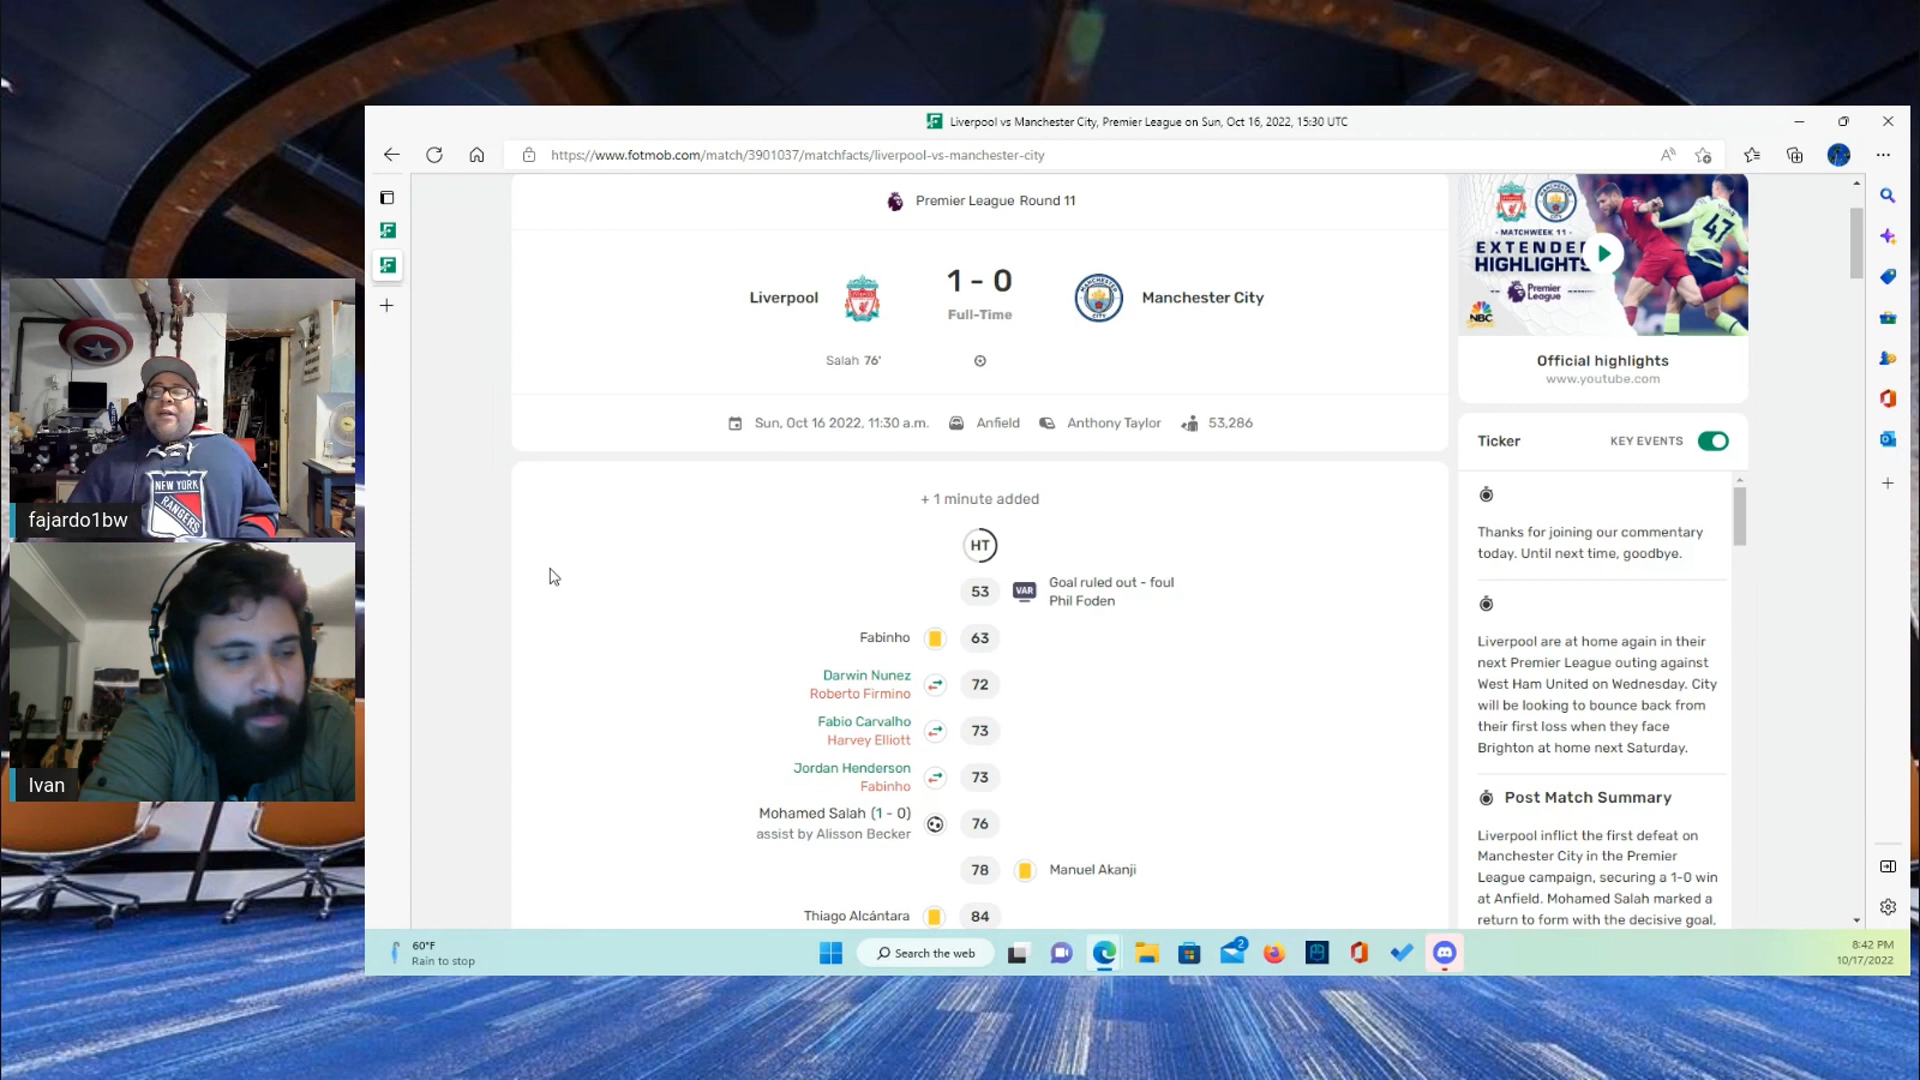 Liverpool vs Manchester City, Premier League on Sun, Oct 16, 2022, 15:30 UTC
https://www.fotmob.com/match/3901037/matchfacts/liverpool-vs-manchester-city
Premier League Round 11
Liverpool
1 - 0
Full-Time
Manchester City
Salah 76'
Sun, Oct 16 2022, 11:30 a.m.
Anfield
Anthony Taylor
53,286
+ 1 minute added
HT
53
VAR
Goal ruled out - foul
Phil Foden
Fabinho
63
Darwin Nunez
Roberto Firmino
72
Fabio Carvalho
Harvey Elliott
73
Jordan Henderson
Fabinho
73
Mohamed Salah (1 - 0)
assist by Alisson Becker
76
78
Manuel Akanji
Thiago Alcántara
84
- MATCHWEEK 11 -
EXTENDED
HIGHLIGHTS
Premier
League
NBC
47
Official highlights
www.youtube.com
Ticker
KEY EVENTS
Thanks for joining our commentary
today. Until next time, goodbye.
Liverpool are at home again in their
next Premier League outing against
West Ham United on Wednesday. City
will be looking to bounce back from
their first loss when they face
Brighton at home next Saturday.
Post Match Summary
Liverpool inflict the first defeat on
Manchester City in the Premier
League campaign, securing a 1-0 win
at Anfield. Mohamed Salah marked a
return to form with the decisive goal,
NEW YORK
RANGERS
fajardo1bw
Ivan
60°F
Rain to stop
Search the web
2
8:42 PM
10/17/2022